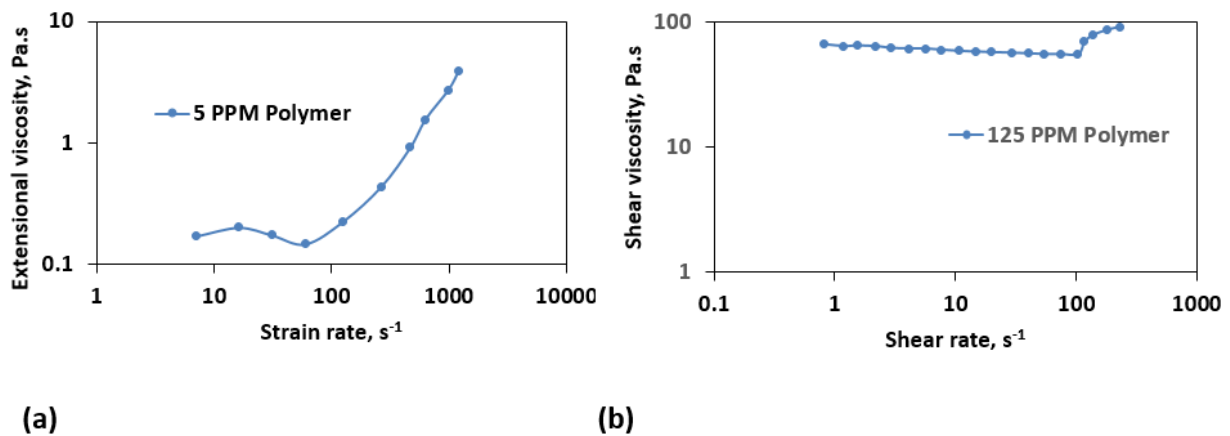 Extensional viscosity, Pa.s
10
1
0.1
1
10
100
1000
10000
5 PPM Polymer
Strain rate, s⁻¹
(a)
Shear viscosity, Pa.s
100
10
1
0.1
1
10
100
1000
125 PPM Polymer
Shear rate, s⁻¹
(b)